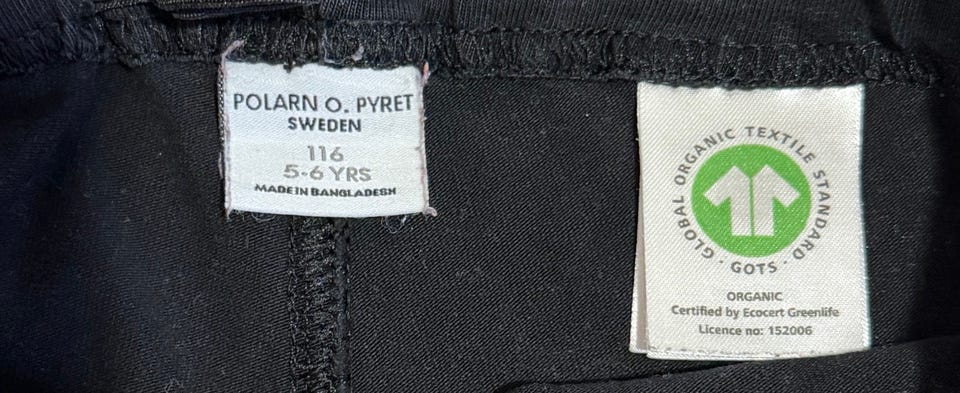 POLARN O. PYRET
SWEDEN
116
5-6 YRS
MADE IN BANGLADESH
GLOBAL ORGANIC TEXTILE STANDARD
· GOTS ·
ORGANIC
Certified by Ecocert Greenlife
Licence no: 152006